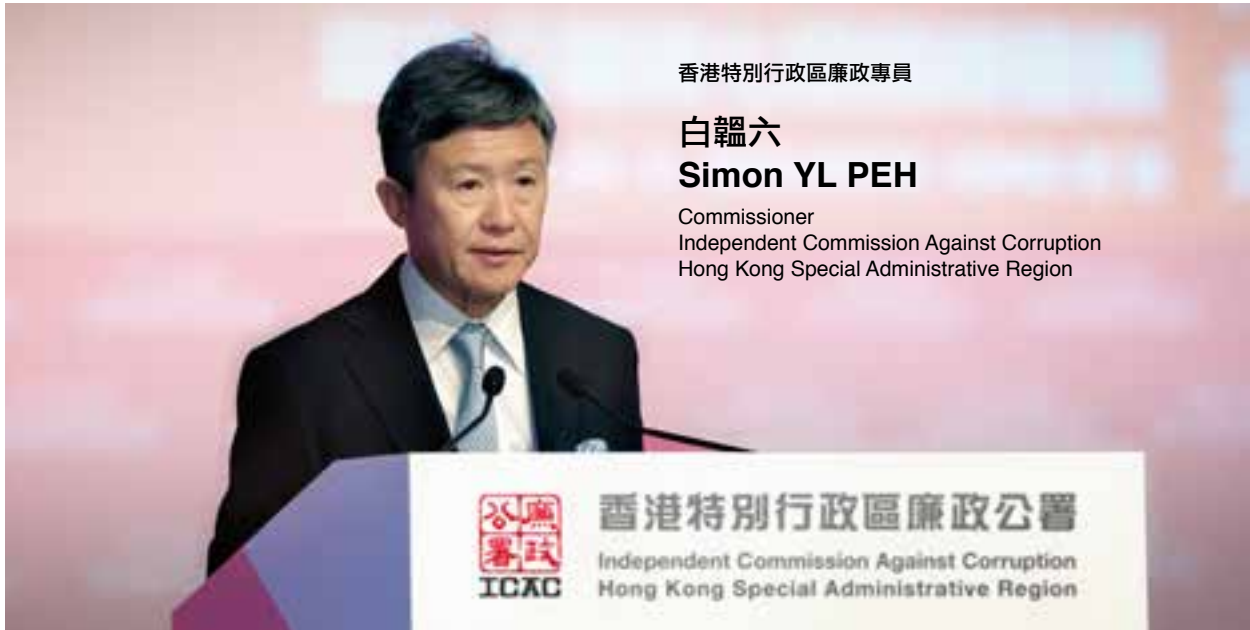 香港特別行政區廉政專員
白韞六
Simon YL PEH
Commissioner
Independent Commission Against Corruption
Hong Kong Special Administrative Region
廉政公署
ICAC
香港特別行政區廉政公署
Independent Commission Against Corruption
Hong Kong Special Administrative Region